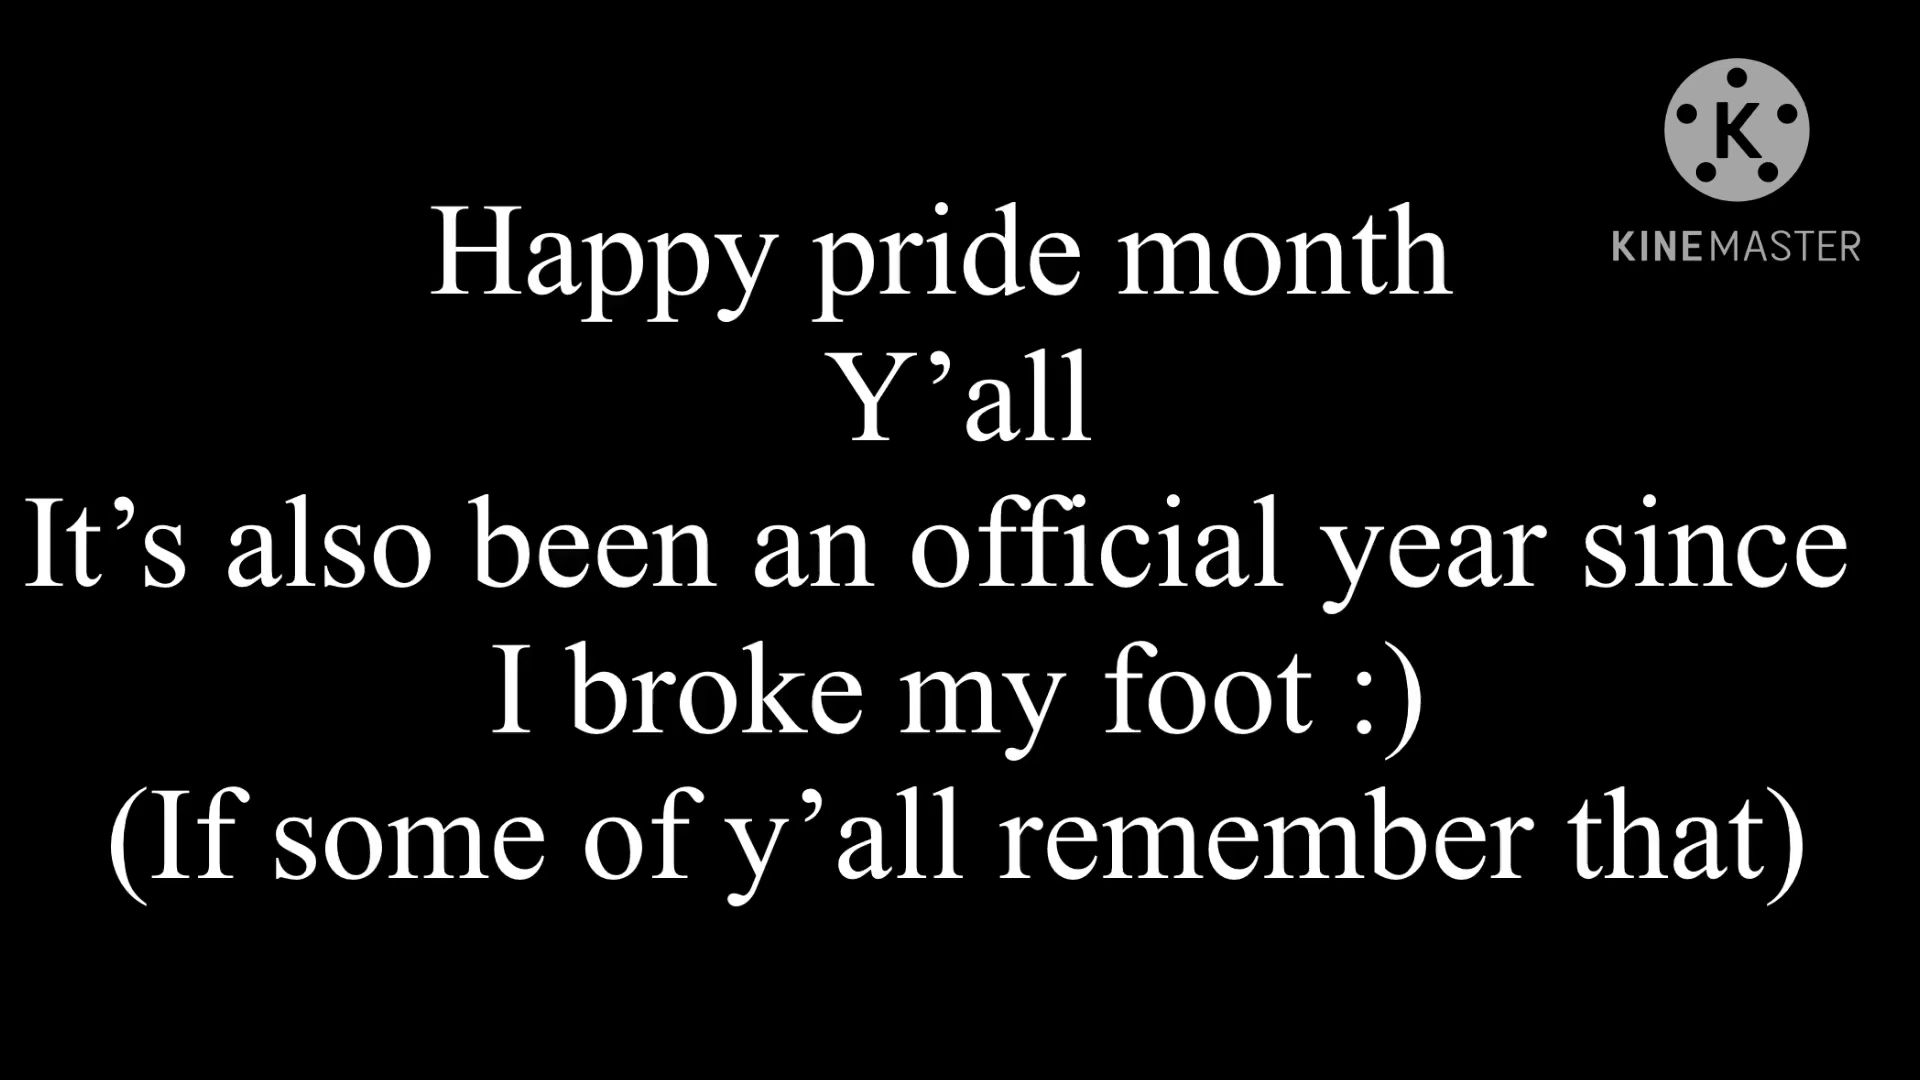 K
KINEMASTER
Happy pride month
Y’all
It’s also been an official year since
I broke my foot :)
(If some of y’all remember that)